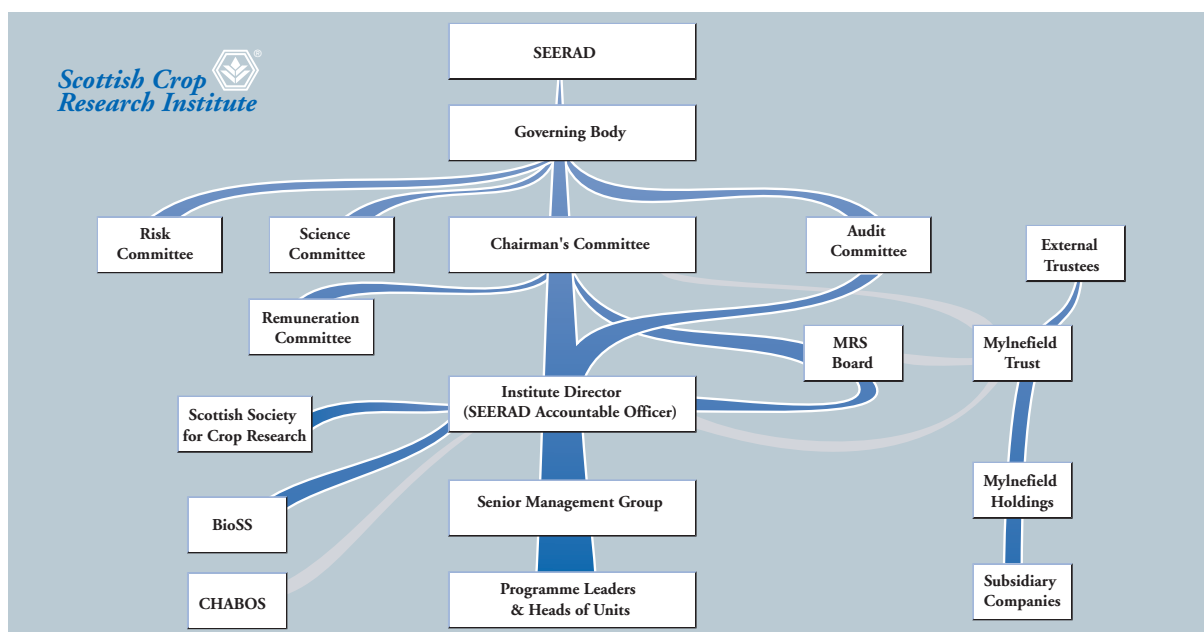 SEERAD
Scottish Crop
Research Institute
®
Governing Body
Risk
Committee
Science
Committee
Chairman's Committee
Audit
Committee
External
Trustees
Remuneration
Committee
MRS
Board
Mylnefield
Trust
Institute Director
(SEERAD Accountable Officer)
Scottish Society
for Crop Research
Senior Management Group
Mylnefield
Holdings
BioSS
CHABOS
Programme Leaders
& Heads of Units
Subsidiary
Companies